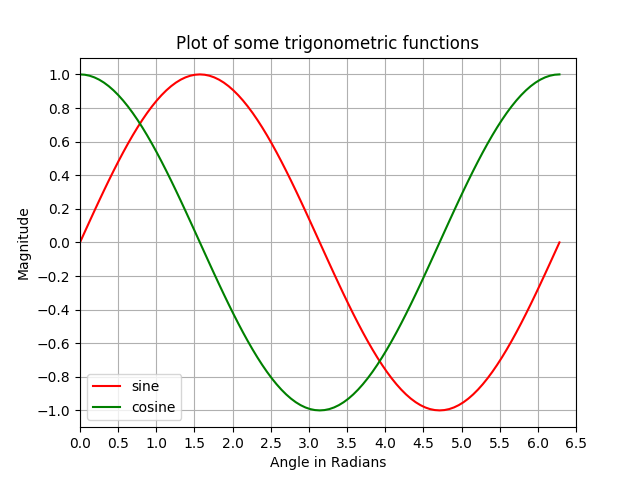 Plot of some trigonometric functions
1.0
0.8
0.6
0.4
0.2
0.0
−0.2
−0.4
−0.6
−0.8
−1.0
Magnitude
sine
cosine
0.0 0.5 1.0 1.5 2.0 2.5 3.0 3.5 4.0 4.5 5.0 5.5 6.0 6.5
Angle in Radians